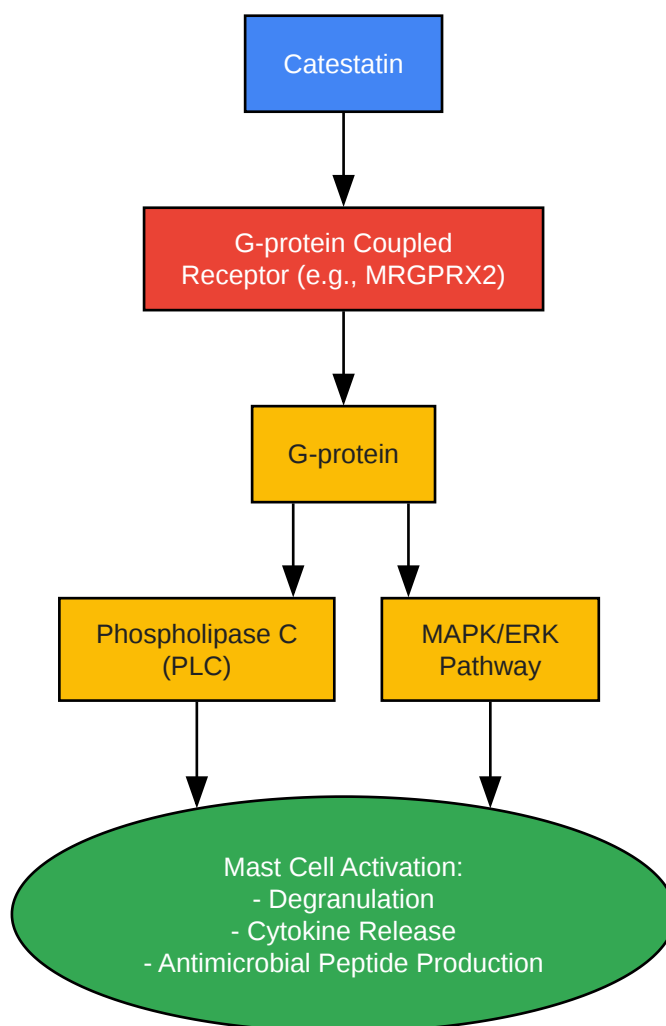 Catestatin
G-protein Coupled
Receptor (e.g., MRGPRX2)
G-protein
Phospholipase C
(PLC)
MAPK/ERK
Pathway
Mast Cell Activation:
- Degranulation
- Cytokine Release
- Antimicrobial Peptide Production